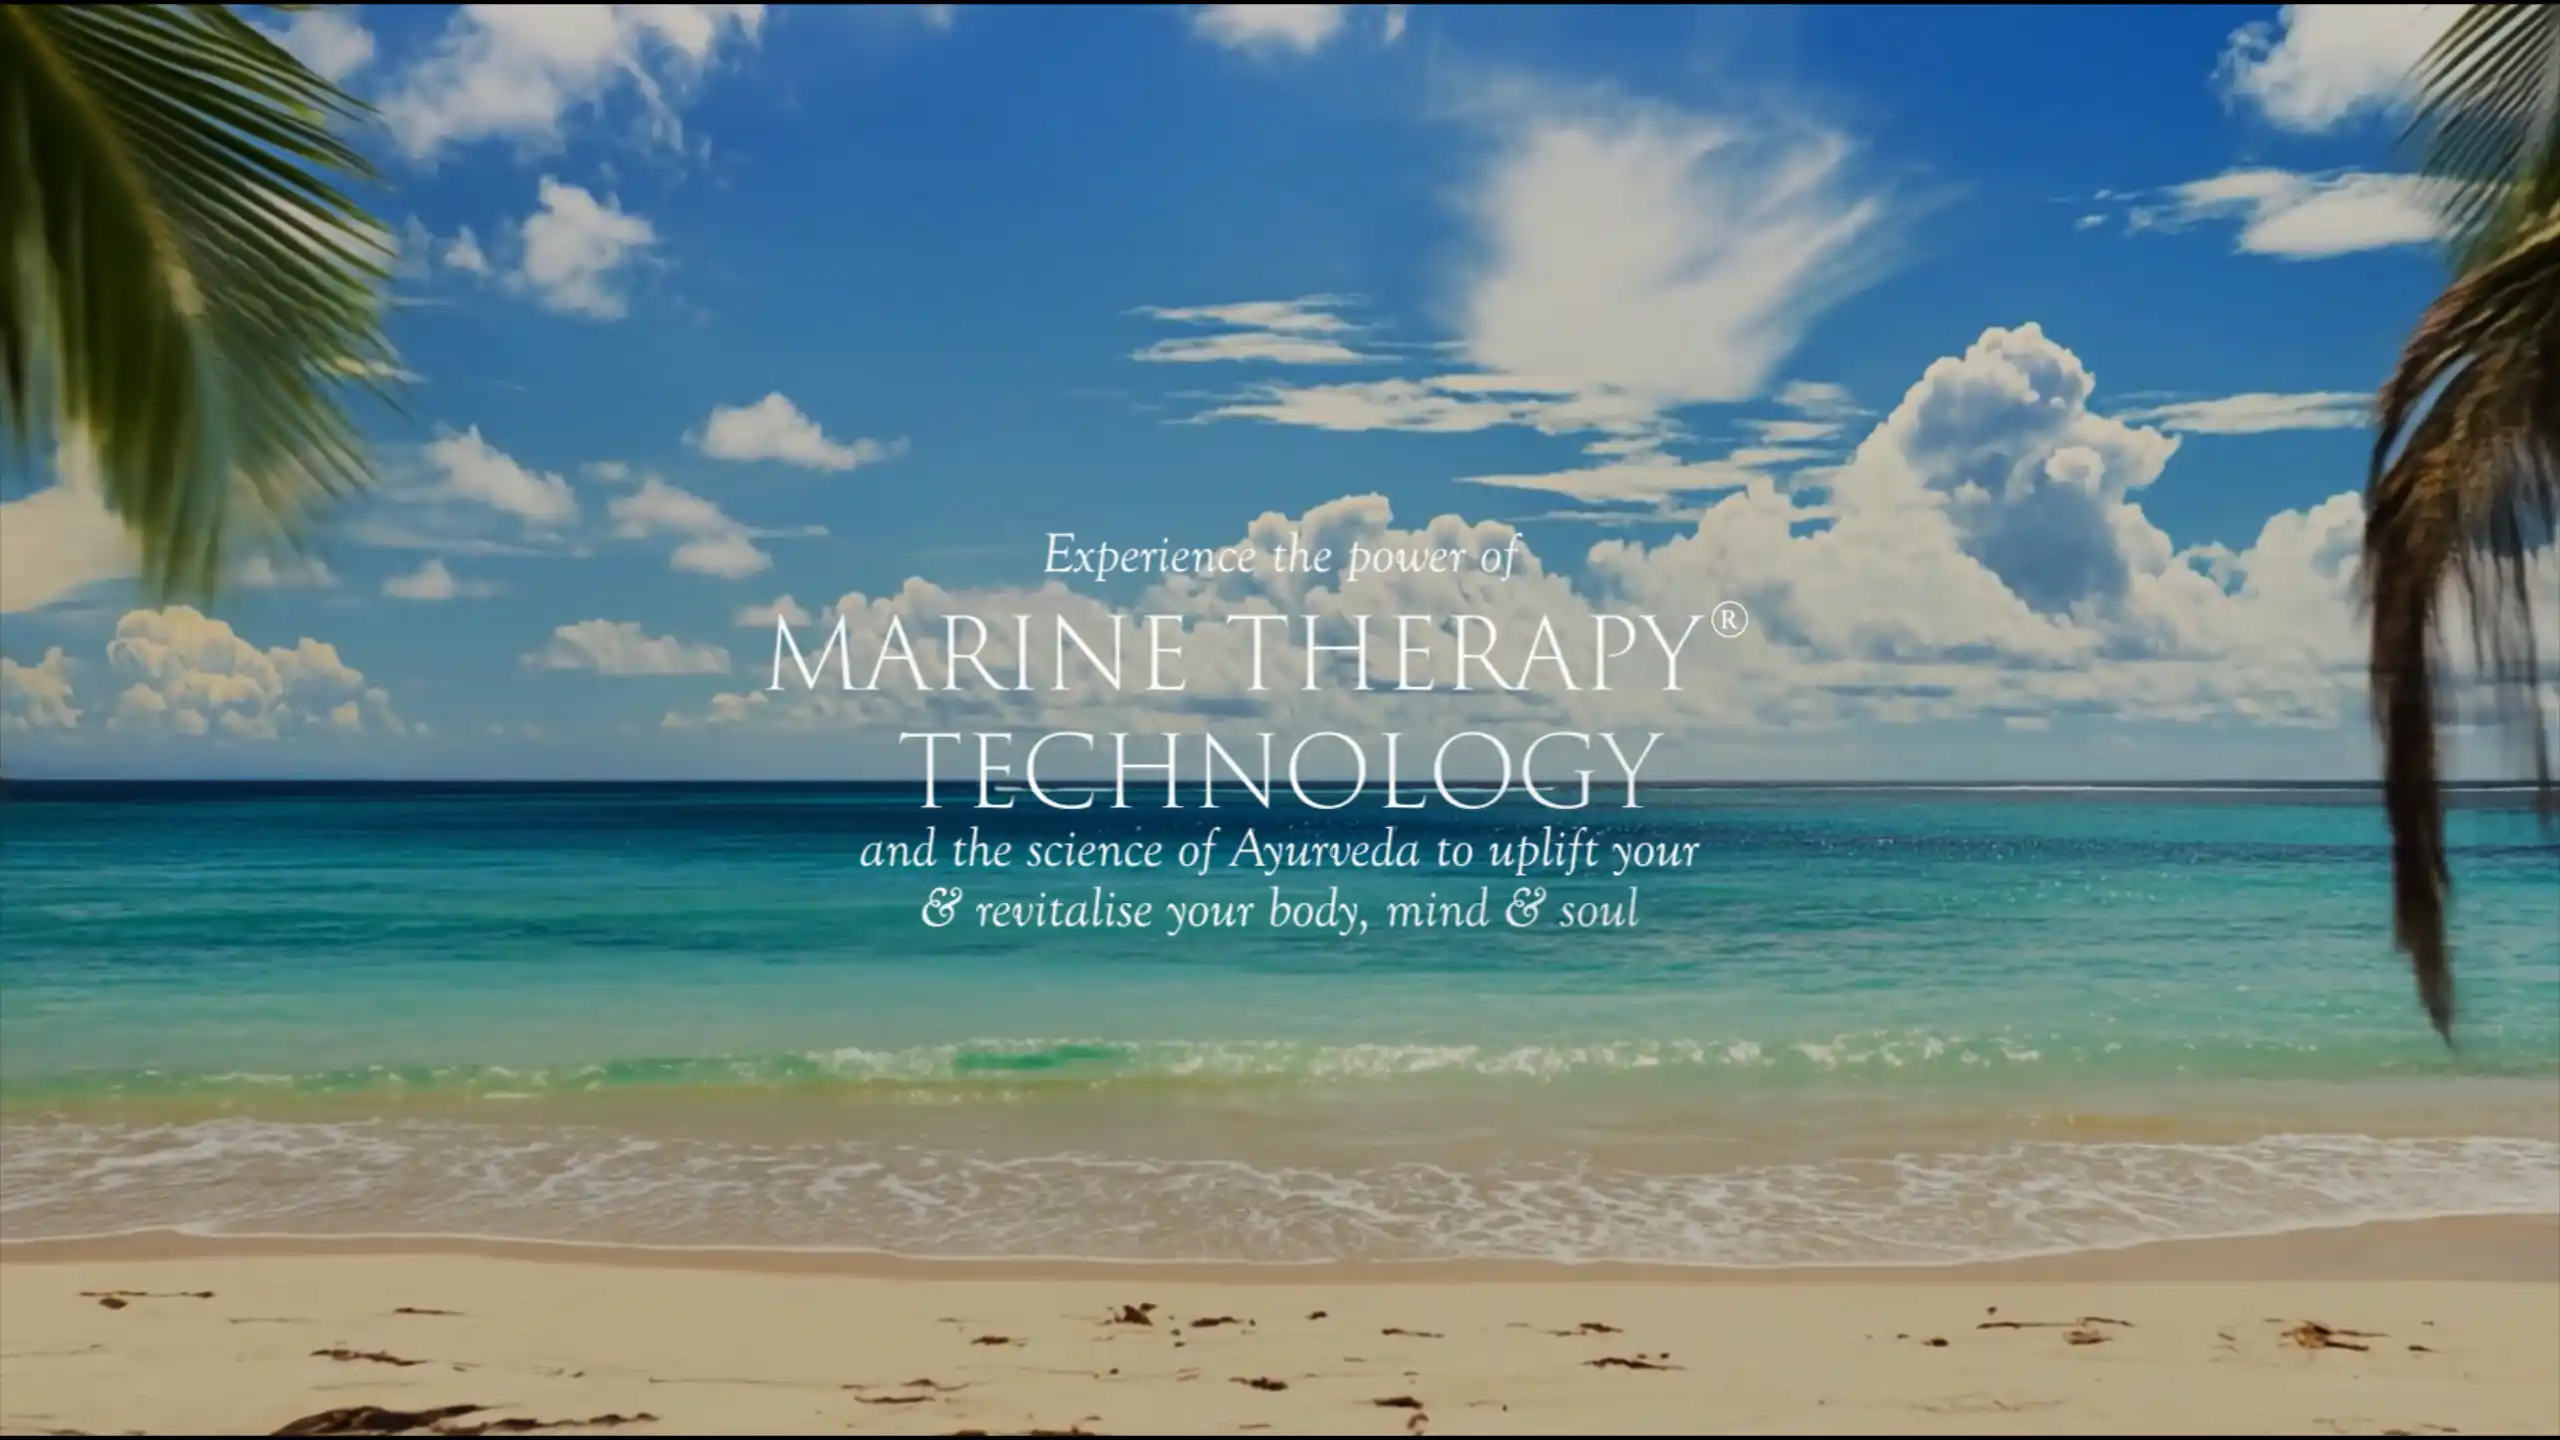 Experience the power of
MARINE THERAPY®
TECHNOLOGY
and the science of Ayurveda to uplift your
& revitalise your body, mind & soul